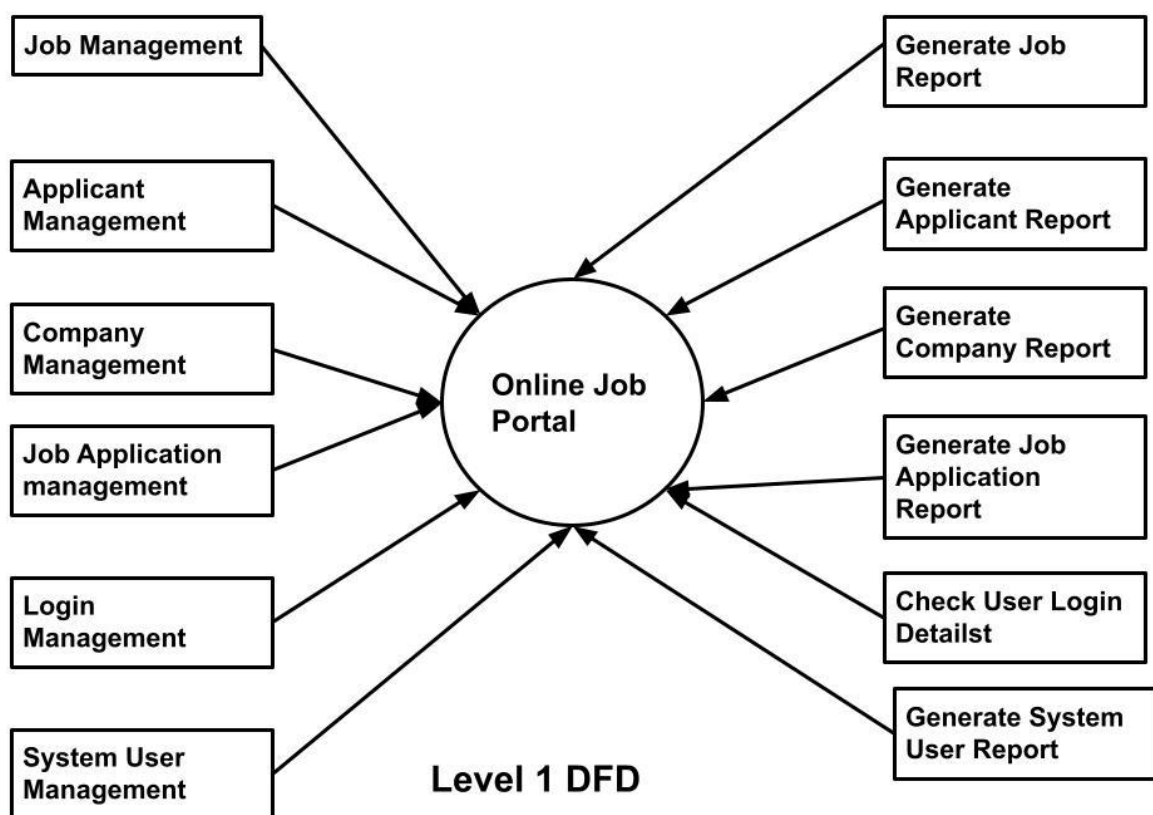 Job Management
Applicant
Management
Company
Management
Job Application
management
Login
Management
System User
Management
Online Job
Portal
Generate Job
Report
Generate
Applicant Report
Generate
Company Report
Generate Job
Application
Report
Check User Login
Detailst
Generate System
User Report
Level 1 DFD